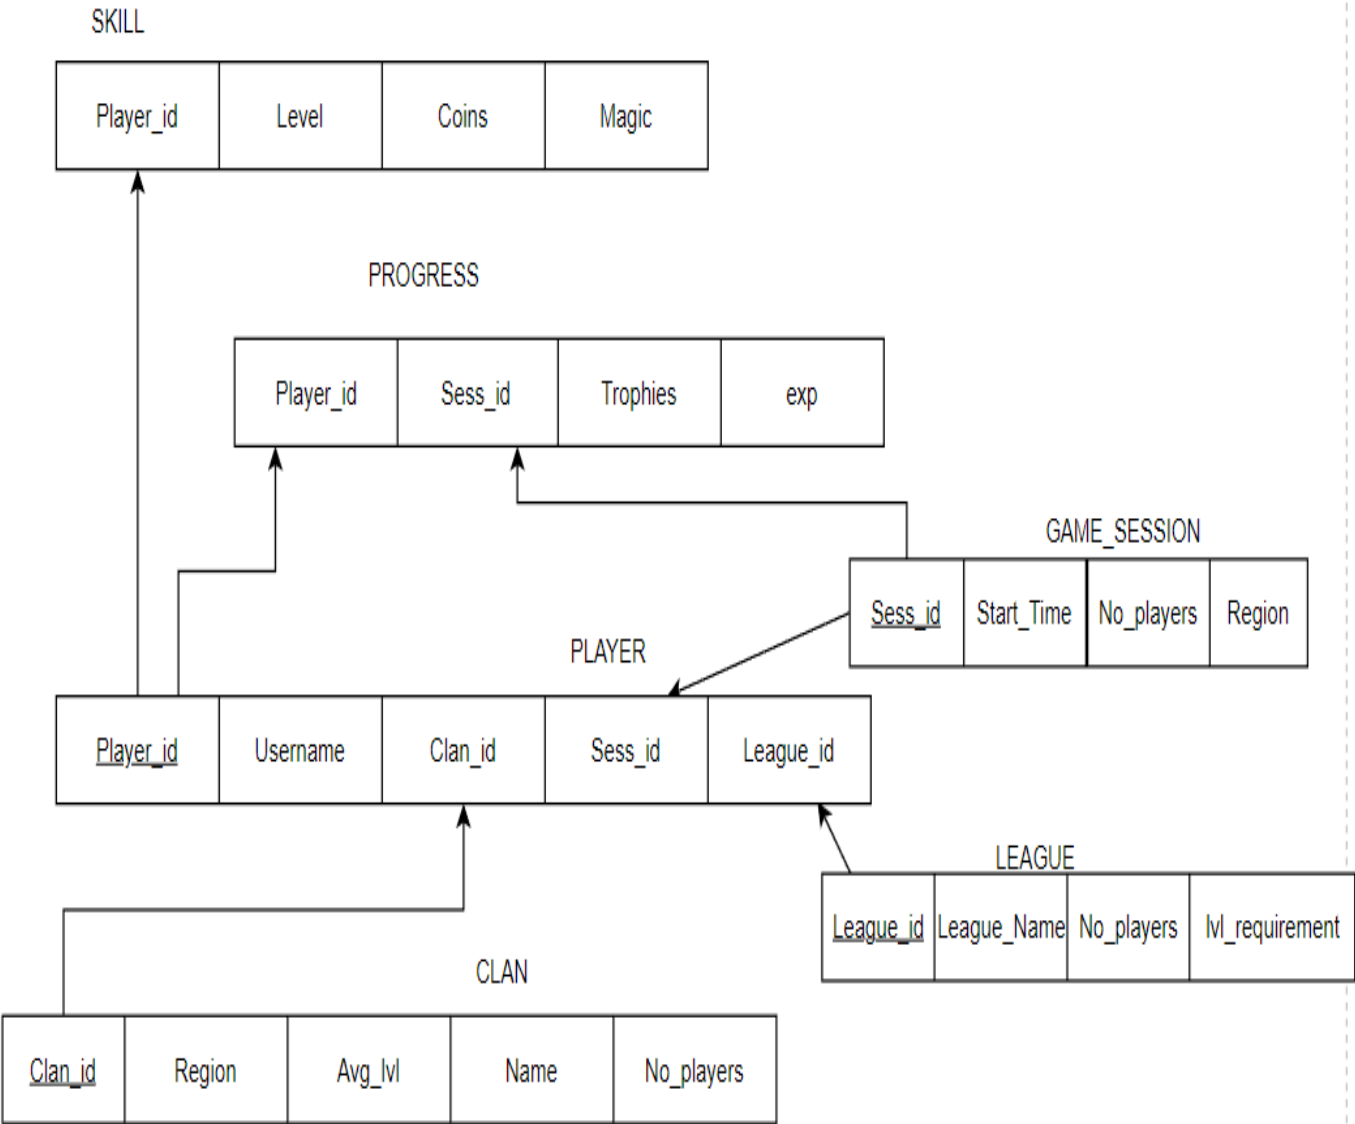 SKILL
Player_id Level Coins Magic
PROGRESS
Player_id Sess_id Trophies exp
GAME_SESSION
Sess_id Start_Time No_players Region
PLAYER
Player_id Username Clan_id Sess_id League_id
LEAGUE
League_id League_Name No_players lvl_requirement
CLAN
Clan_id Region Avg_lvl Name No_players